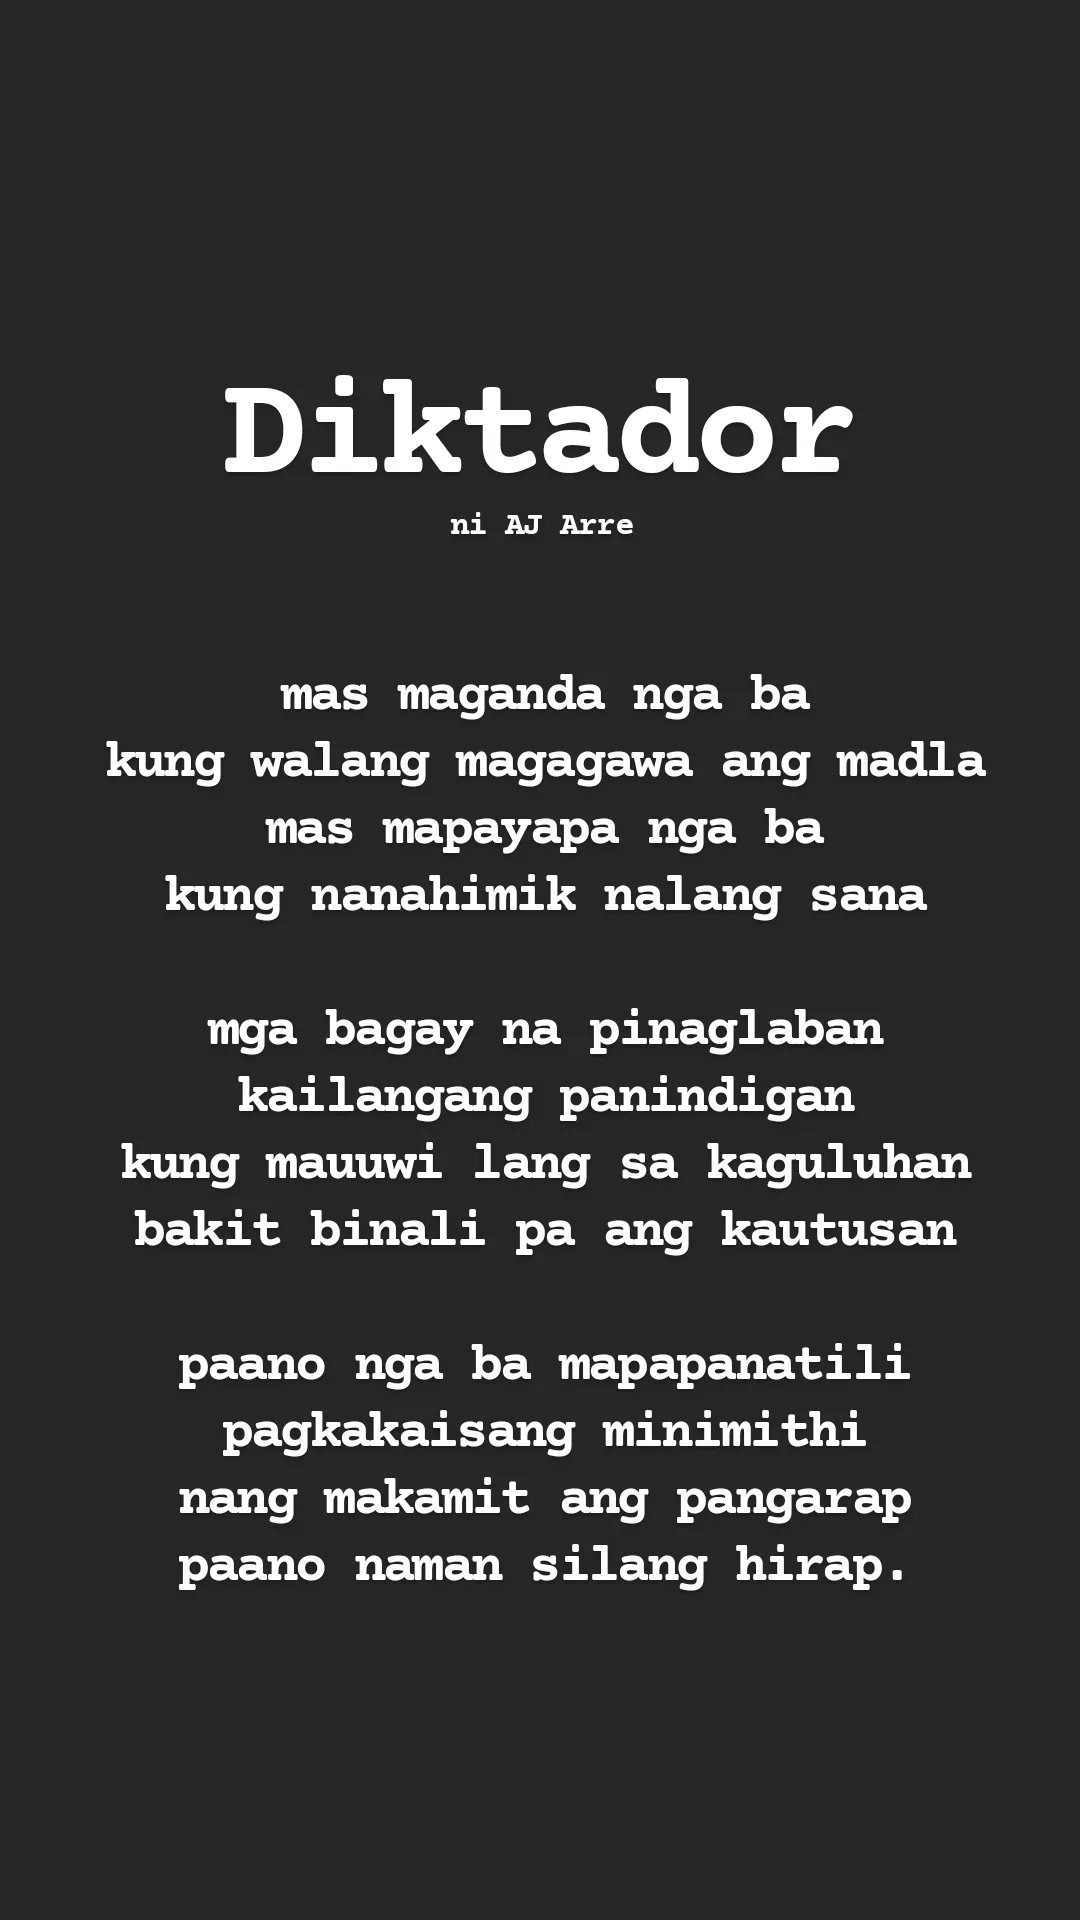 Diktador
ni AJ Arre
mas maganda nga ba
kung walang magagawa ang madla
mas mapayapa nga ba
kung nanahimik nalang sana
mga bagay na pinaglaban
kailangang panindigan
kung mauuwi lang sa kaguluhan
bakit binali pa ang kautusan
paano nga ba mapapanatili
pagkakaisang minimithi
nang makamit ang pangarap
paano naman silang hirap.